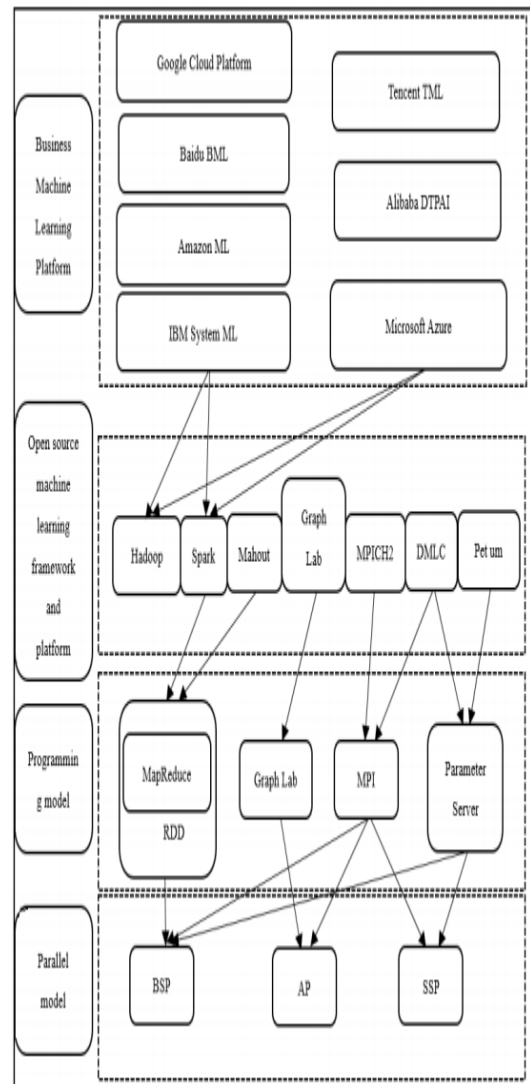 Business
Machine
Learning
Platform
Google Cloud Platform
Baidu BML
Amazon ML
IBM System ML
Tencent TML
Alibaba DTPAI
Microsoft Azure
Open source
machine
learning
framework
and
platform
Hadoop
Spark
Mahout
Graph
Lab
MPICH2
DMLC
Pet um
Programmin
g model
MapReduce
RDD
Graph Lab
MPI
Parameter
Server
Parallel
model
BSP
AP
SSP